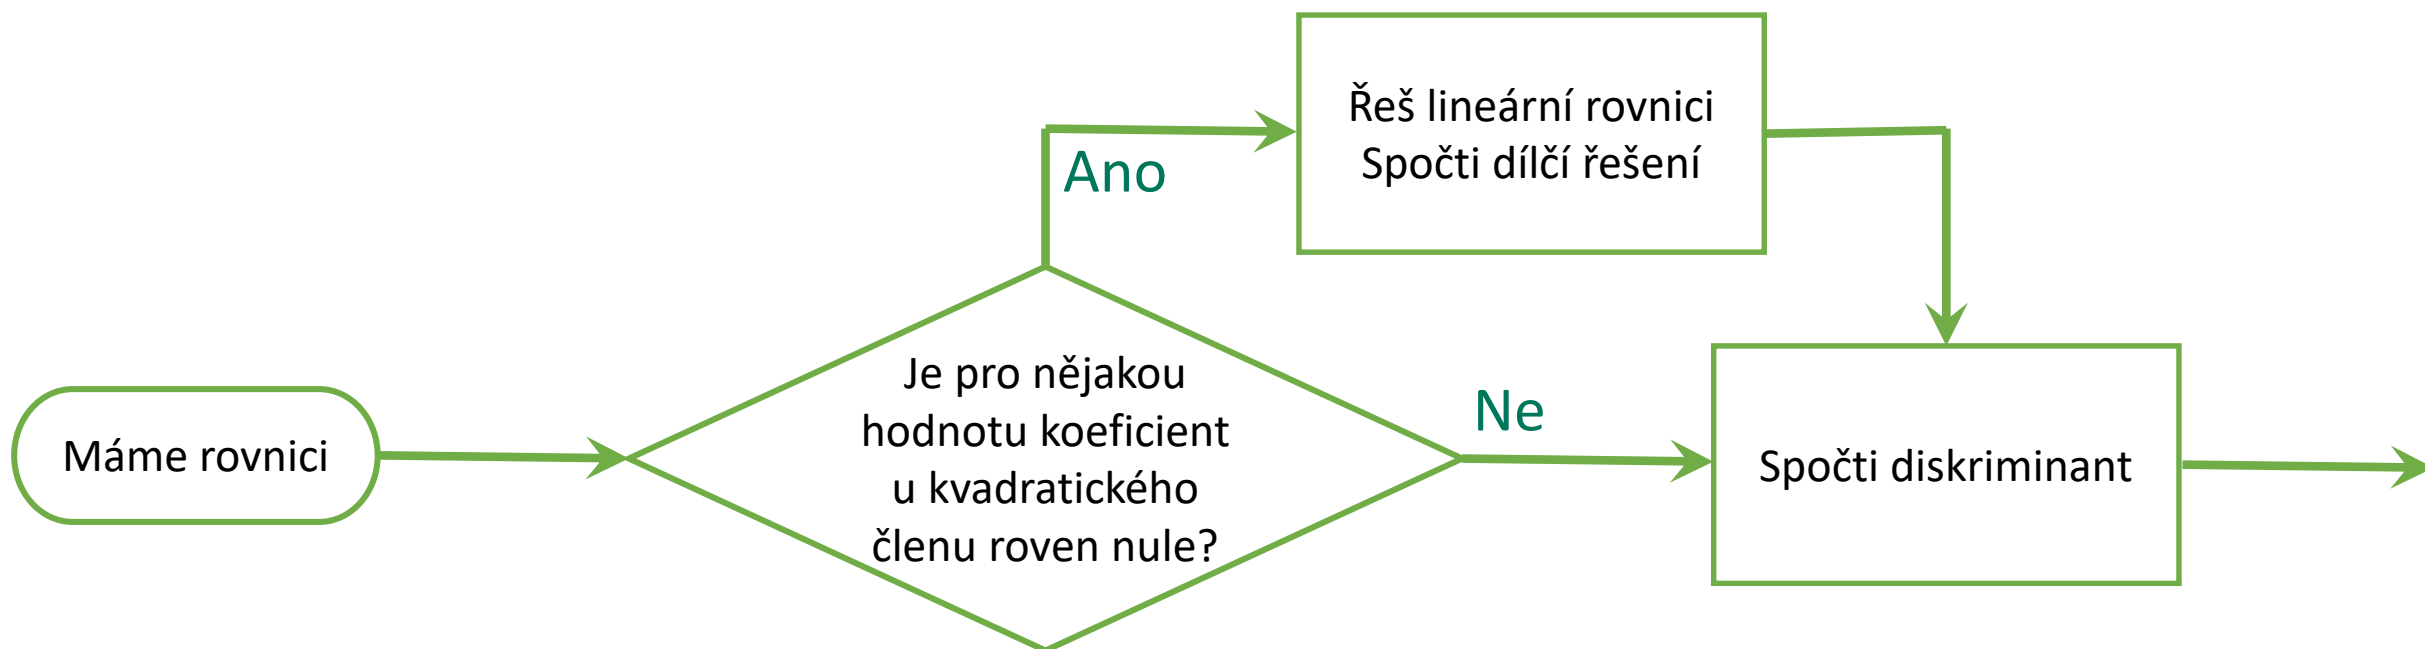 Máme rovnici
Je pro nějakou
hodnotu koeficient
u kvadratického
členu roven nule?
Ano
Řeš lineární rovnici
Spočti dílčí řešení
Ne
Spočti diskriminant